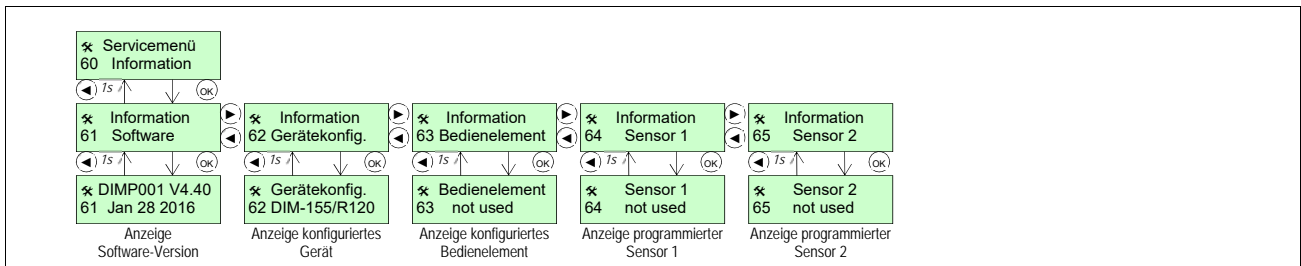 Servicemenü
60 Information
1s
OK
Information
61 Software
Information
62 Gerätekonfig.
Information
63 Bedienelement
Information
64 Sensor 1
Information
65 Sensor 2
1s
OK
1s
OK
1s
OK
1s
OK
1s
OK
DIMP001 V4.40
61 Jan 28 2016
Gerätekonfig.
62 DIM-155/R120
Bedienelement
63 not used
Sensor 1
64 not used
Sensor 2
65 not used
Anzeige
Software-Version
Anzeige konfiguriertes
Gerät
Anzeige konfiguriertes
Bedienelement
Anzeige programmierter
Sensor 1
Anzeige programmierter
Sensor 2